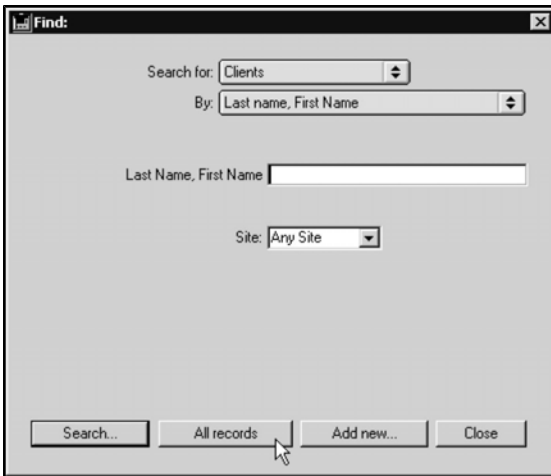 Find:
Search for: Clients
By: Last name, First Name
Last Name, First Name
Site: Any Site
Search... All records Add new... Close